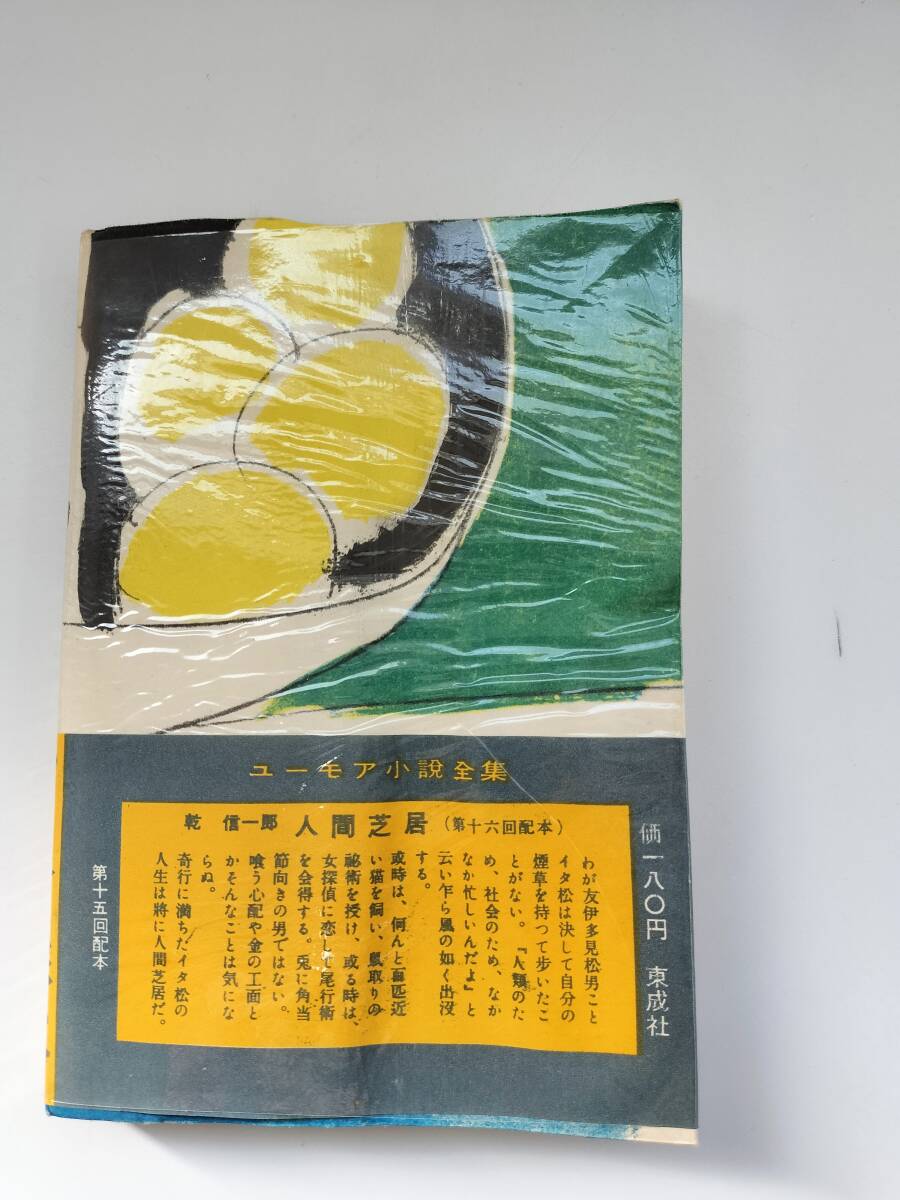 ユーモア小說全集
乾 信一郎 人間芝居 (第十六回配本)
わが友伊多見松男こと
イタ松は決して自分の
煙草を持つて歩いたこ
とがない。『人類のた
め、社会のため、なか
なか忙しいんだよ』と
云い乍ら風の如く出没
する。
或時は、何んと百匹近
い猫を飼い、鼠取りの
祕術を授け、或る時は、
女探偵に恋して尾行術
を会得する。兎に角当
節向きの男ではない。
喰う心配や金の工面と
かそんなことは気にな
らぬ。
奇行に満ちたイタ松の
人生は將に人間芝居だ。
価一八〇円 東成社
第十五回配本